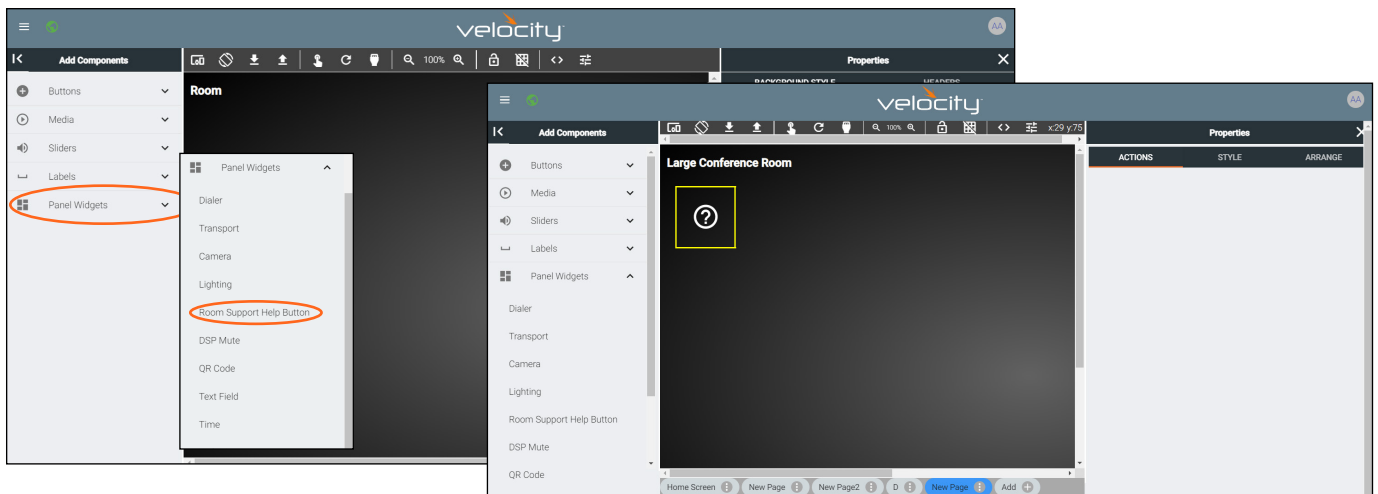 velocity
AA
Add Components
100%
Properties
Buttons
Media
Sliders
Labels
Panel Widgets
Room
BACKGROUND STYLE
HEADERS
Panel Widgets
Dialer
Transport
Camera
Lighting
Room Support Help Button
DSP Mute
QR Code
Text Field
Time
velocity
AA
Add Components
100%
x:29 y:75
Properties
Buttons
Media
Sliders
Labels
Panel Widgets
Dialer
Transport
Camera
Lighting
Room Support Help Button
DSP Mute
QR Code
Large Conference Room
ACTIONS
STYLE
ARRANGE
Home Screen
New Page
New Page2
D
New Page
Add